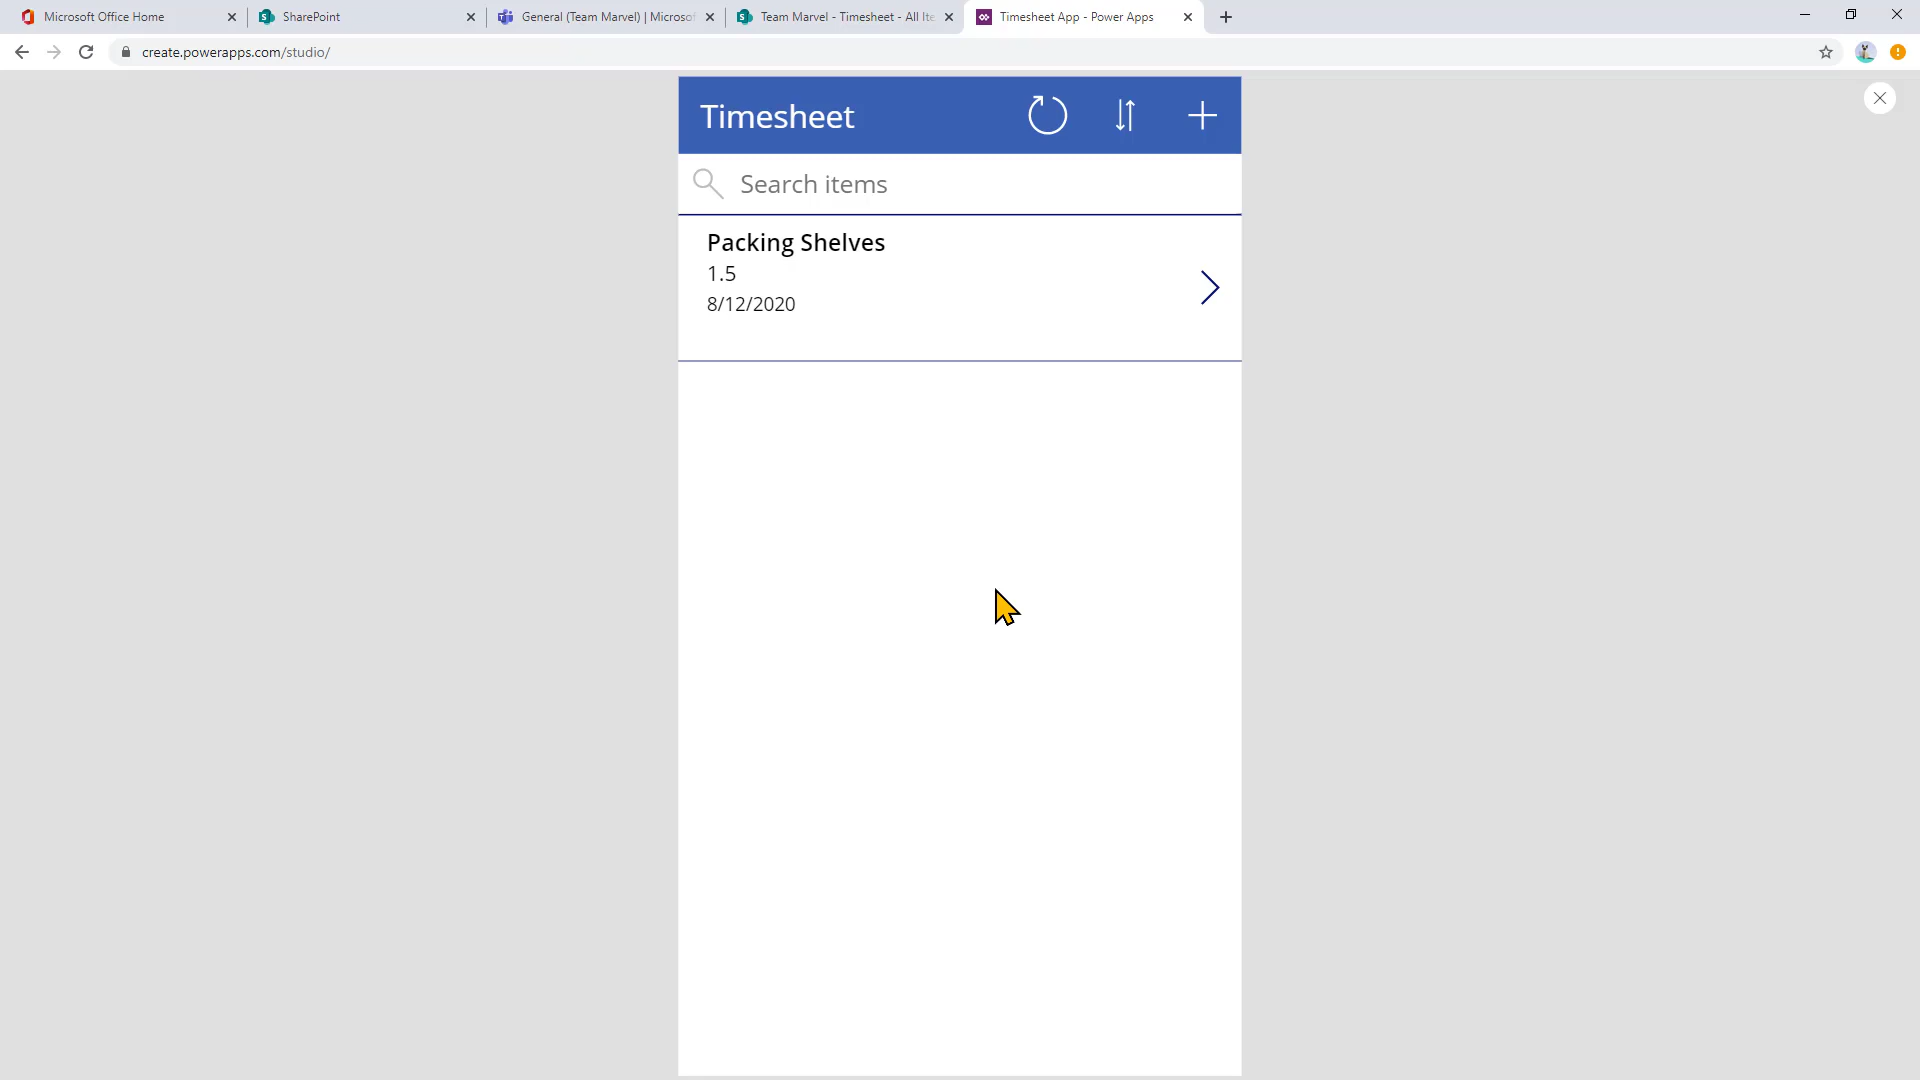 Microsoft Office Home
SharePoint
General (Team Marvel) | Microsof
Team Marvel - Timesheet - All Ite
Timesheet App - Power Apps
create.powerapps.com/studio/
Timesheet
Search items
Packing Shelves
1.5
8/12/2020